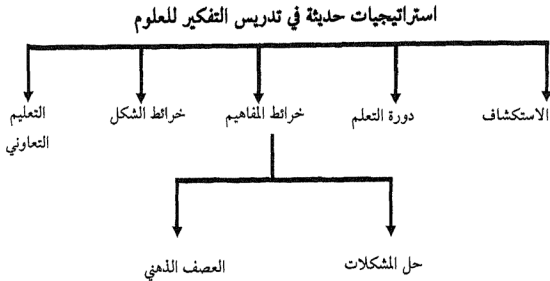 استراتيجيات حديثة في تدريس التفكير للعلوم
الاستكشاف
دورة التعلم
خرائط المفاهيم
خرائط الشكل
التعليم
التعاوني
حل المشكلات
العصف الذهني